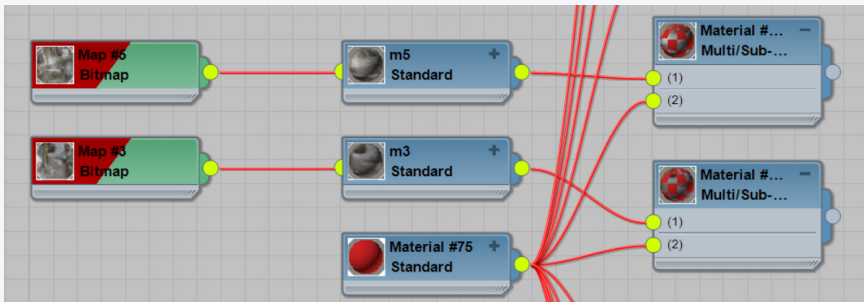 Map #5
Bitmap
m5
Standard
Material #...
Multi/Sub-...
(1)
(2)
Map #3
Bitmap
m3
Standard
Material #...
Multi/Sub-...
(1)
(2)
Material #75
Standard